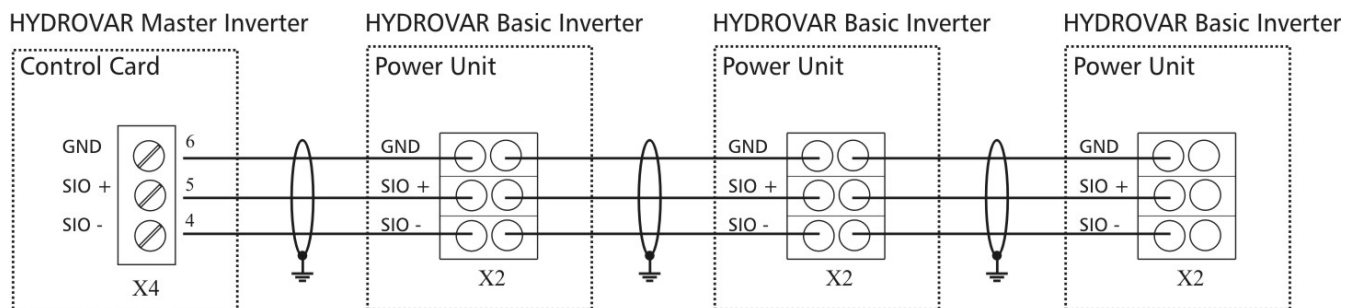 HYDROVAR Master Inverter HYDROVAR Basic Inverter HYDROVAR Basic Inverter HYDROVAR Basic Inverter
Control Card Power Unit Power Unit Power Unit
GND 6 GND GND GND
SIO + 5 SIO + SIO + SIO +
SIO - 4 SIO - SIO - SIO -
X4 X2 X2 X2